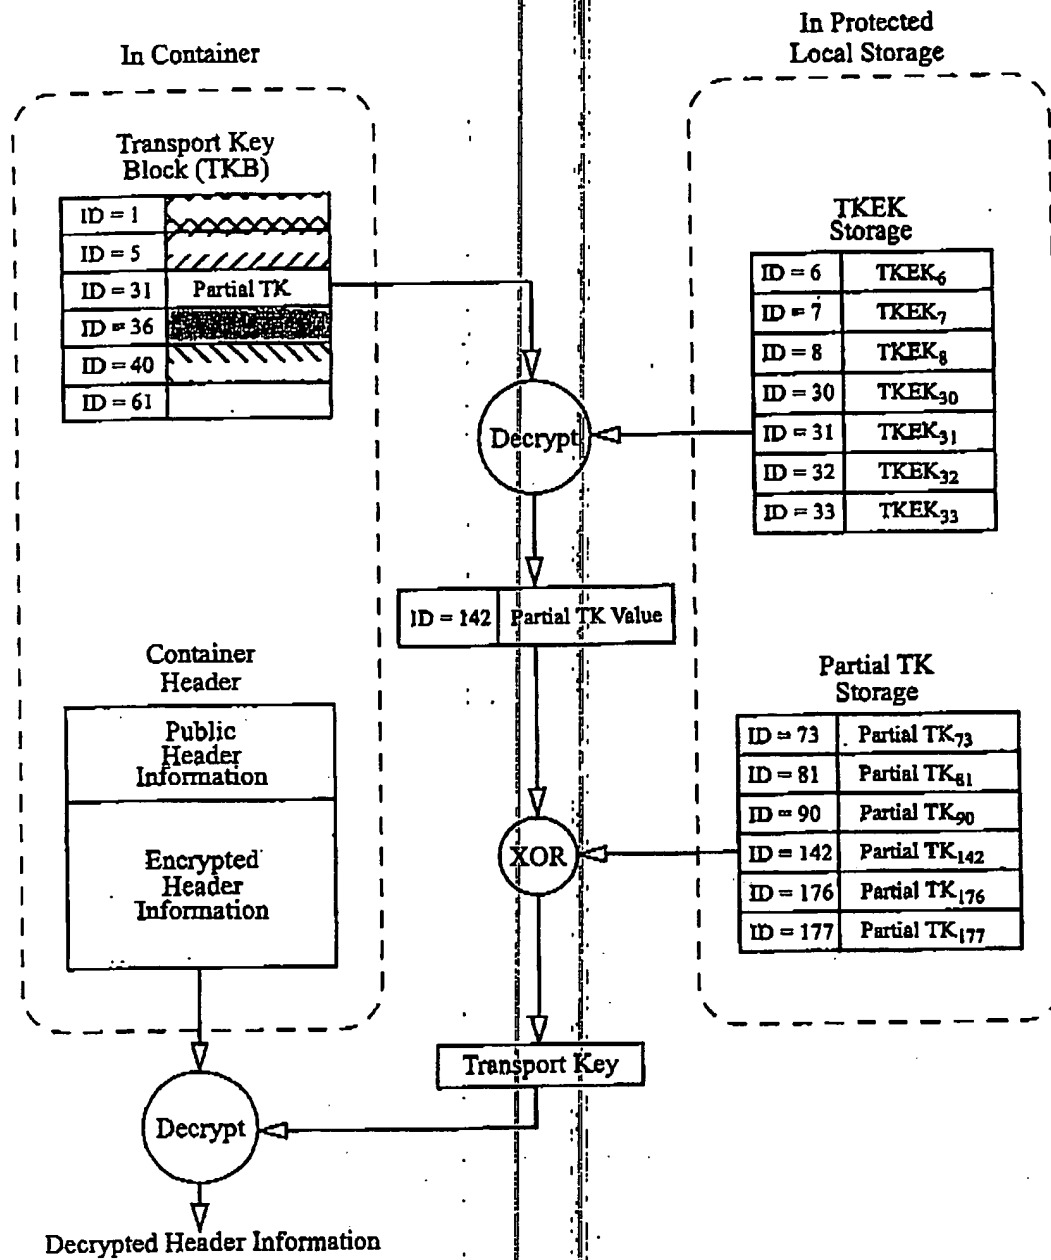 In Container
In Protected
Local Storage
Transport Key
Block (TKB)
ID = 1
ID = 5
ID = 31 Partial TK
ID = 36
ID = 40
ID = 61
TKEK
Storage
ID = 6 TKEK6
ID = 7 TKEK7
ID = 8 TKEK8
ID = 30 TKEK30
ID = 31 TKEK31
ID = 32 TKEK32
ID = 33 TKEK33
Decrypt
ID = 142 Partial TK Value
Container
Header
Public
Header
Information
Encrypted
Header
Information
Partial TK
Storage
ID = 73 Partial TK73
ID = 81 Partial TK81
ID = 90 Partial TK90
ID = 142 Partial TK142
ID = 176 Partial TK176
ID = 177 Partial TK177
XOR
Transport Key
Decrypt
Decrypted Header Information